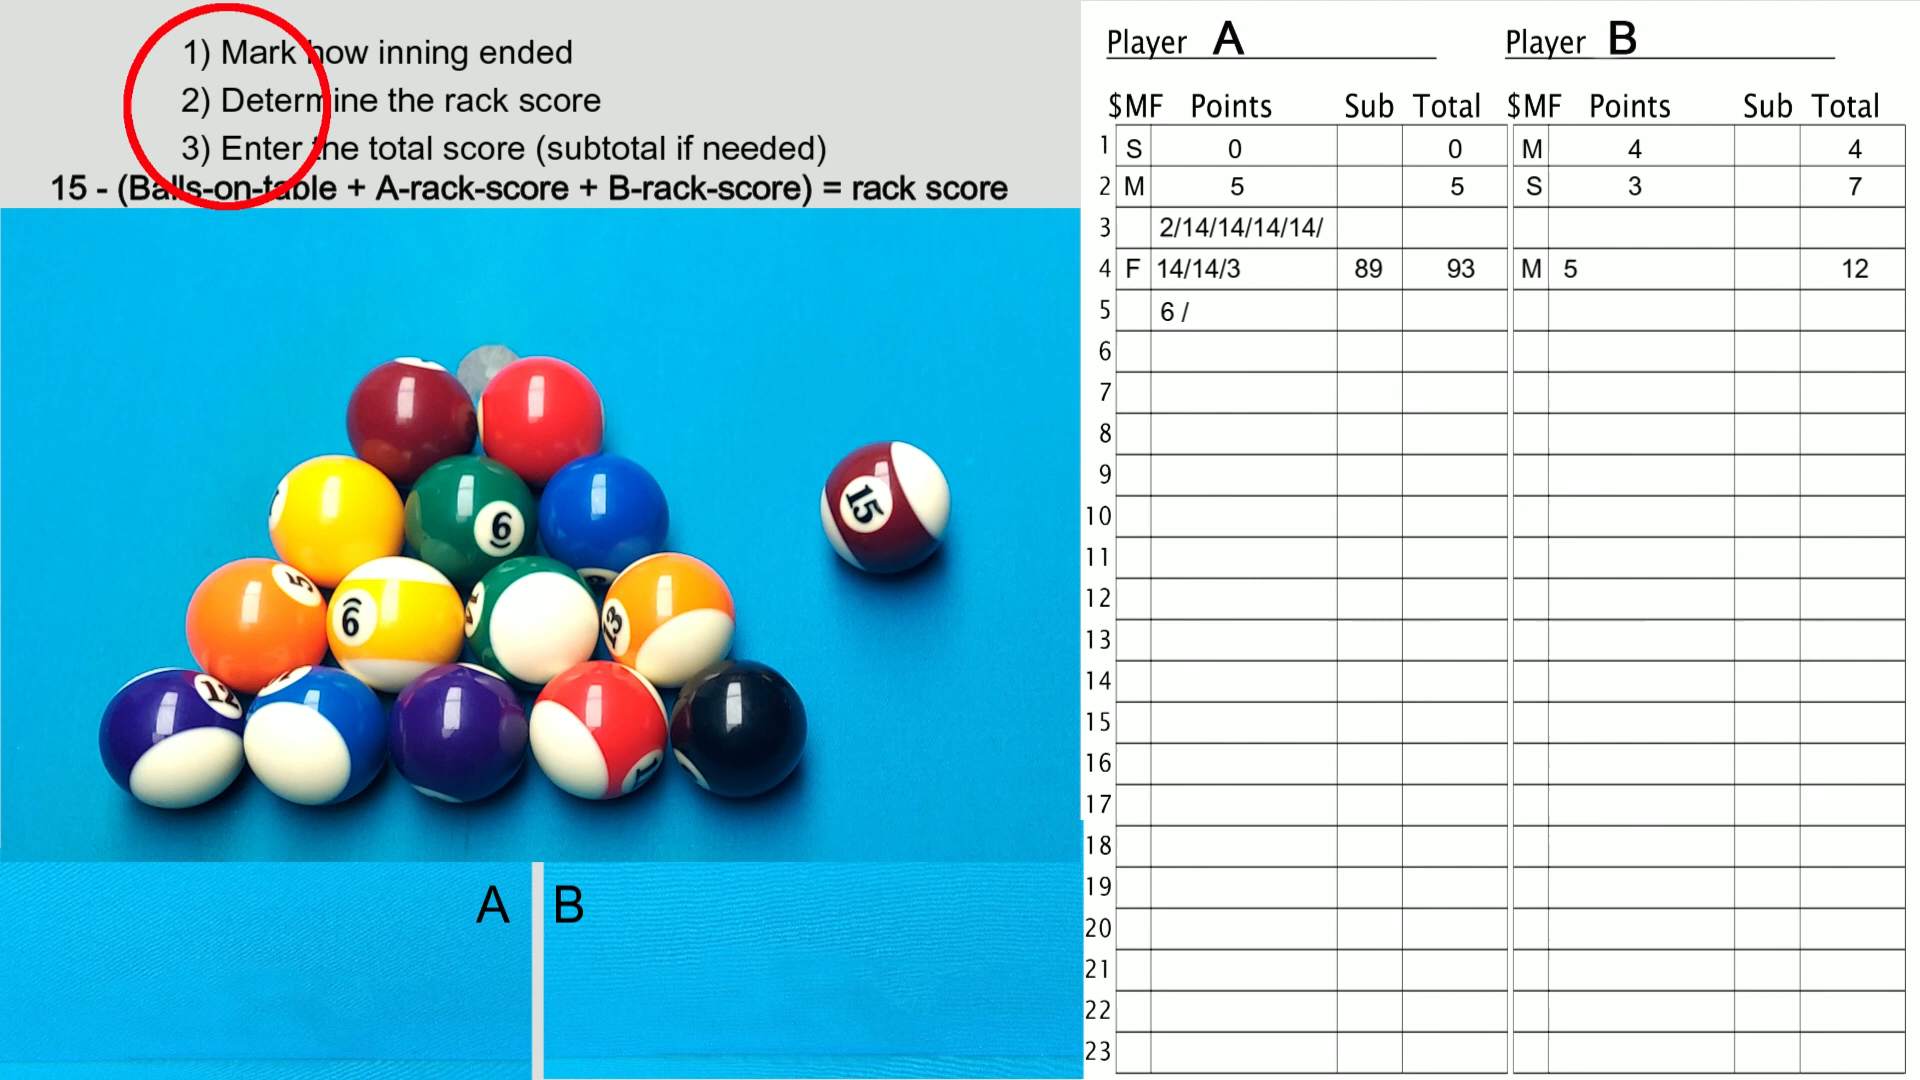 1) Mark how inning ended
2) Determine the rack score
3) Enter the total score (subtotal if needed)
15 - (Balls-on-table + A-rack-score + B-rack-score) = rack score
6
15
5
9
13
12
A
B
Player A
Player B
$MF Points Sub Total $MF Points Sub Total
1 S 0 0 M 4 4
2 M 5 5 S 3 7
3 2/14/14/14/14/
4 F 14/14/3 89 93 M 5 12
5 6 /
6
7
8
9
10
11
12
13
14
15
16
17
18
19
20
21
22
23